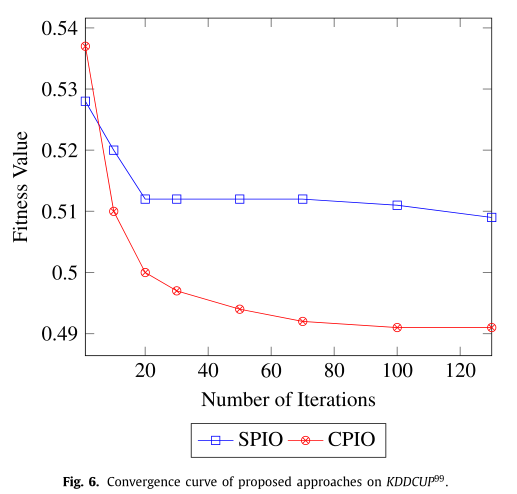 0.54
0.53
0.52
0.51
0.5
0.49
Fitness Value
20 40 60 80 100 120
Number of Iterations
SPIO CPIO
Fig. 6. Convergence curve of proposed approaches on KDDCUP⁹⁹.